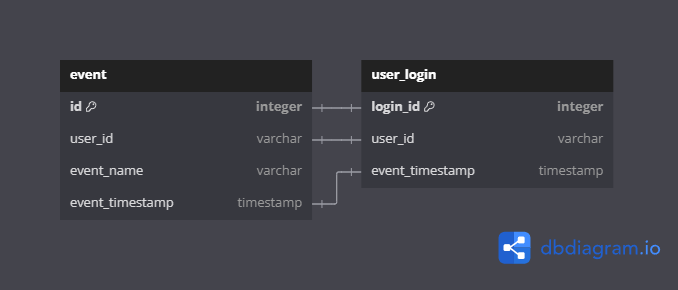 event
id integer
user_id varchar
event_name varchar
event_timestamp timestamp
user_login
login_id integer
user_id varchar
event_timestamp timestamp
dbdiagram.io